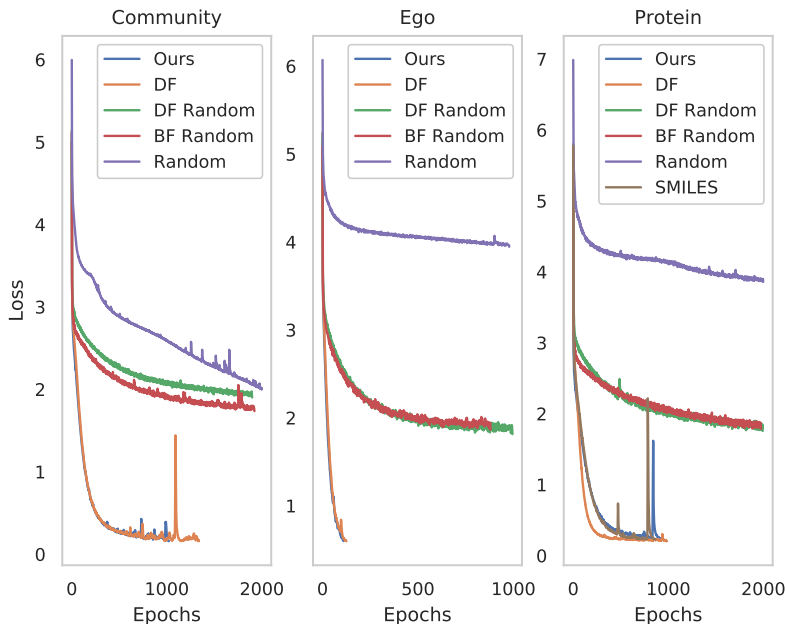 Community
Ego
Protein
Loss
6
5
4
3
2
1
0
Ours
DF
DF Random
BF Random
Random
0 1000 2000
Epochs
6
5
4
3
2
1
Ours
DF
DF Random
BF Random
Random
0 500 1000
Epochs
7
6
5
4
3
2
1
0
Ours
DF
DF Random
BF Random
Random
SMILES
0 1000 2000
Epochs